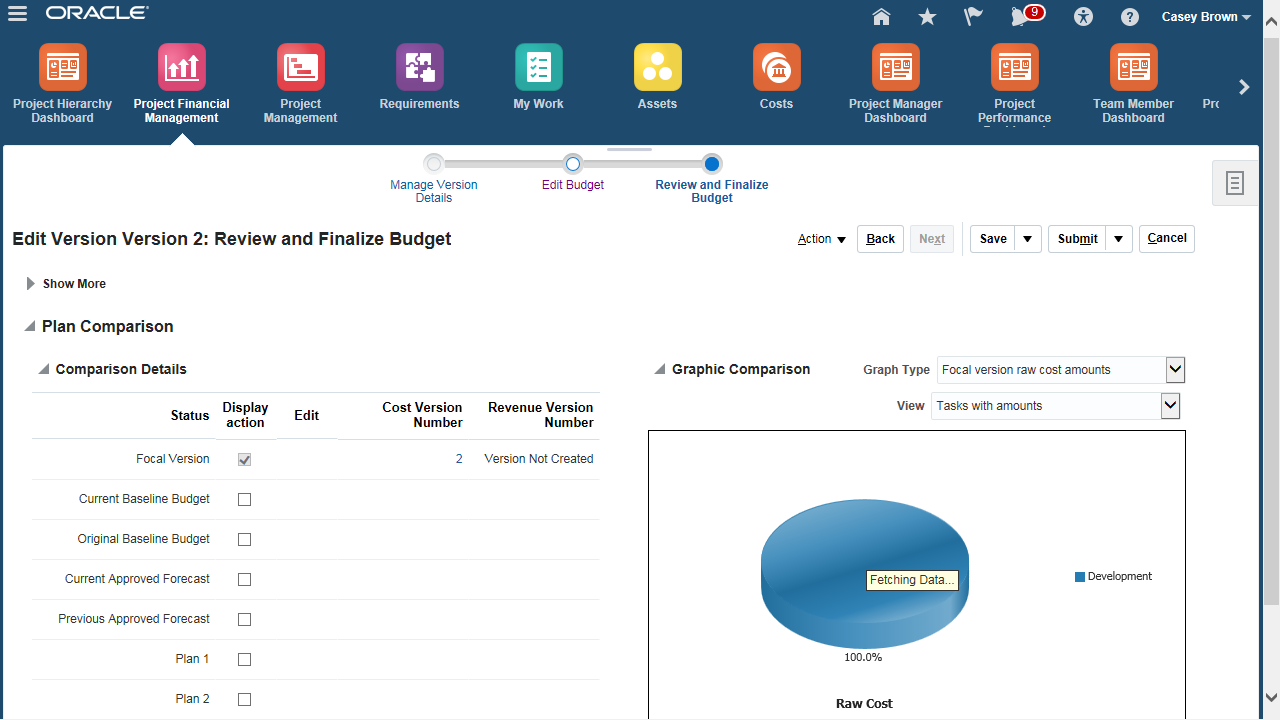 ORACLE®
9
Casey Brown
Project Hierarchy Dashboard
Project Financial Management
Project Management
Requirements
My Work
Assets
Costs
Project Manager Dashboard
Project Performance
Team Member Dashboard
Manage Version Details
Edit Budget
Review and Finalize Budget
Edit Version Version 2: Review and Finalize Budget
Action
Back
Next
Save
Submit
Cancel
Show More
Plan Comparison
Comparison Details
Graphic Comparison
Graph Type
Focal version raw cost amounts
View
Tasks with amounts
Status
Display action
Edit
Cost Version Number
Revenue Version Number
Focal Version
2
Version Not Created
Current Baseline Budget
Original Baseline Budget
Current Approved Forecast
Previous Approved Forecast
Plan 1
Plan 2
Fetching Data...
Development
100.0%
Raw Cost